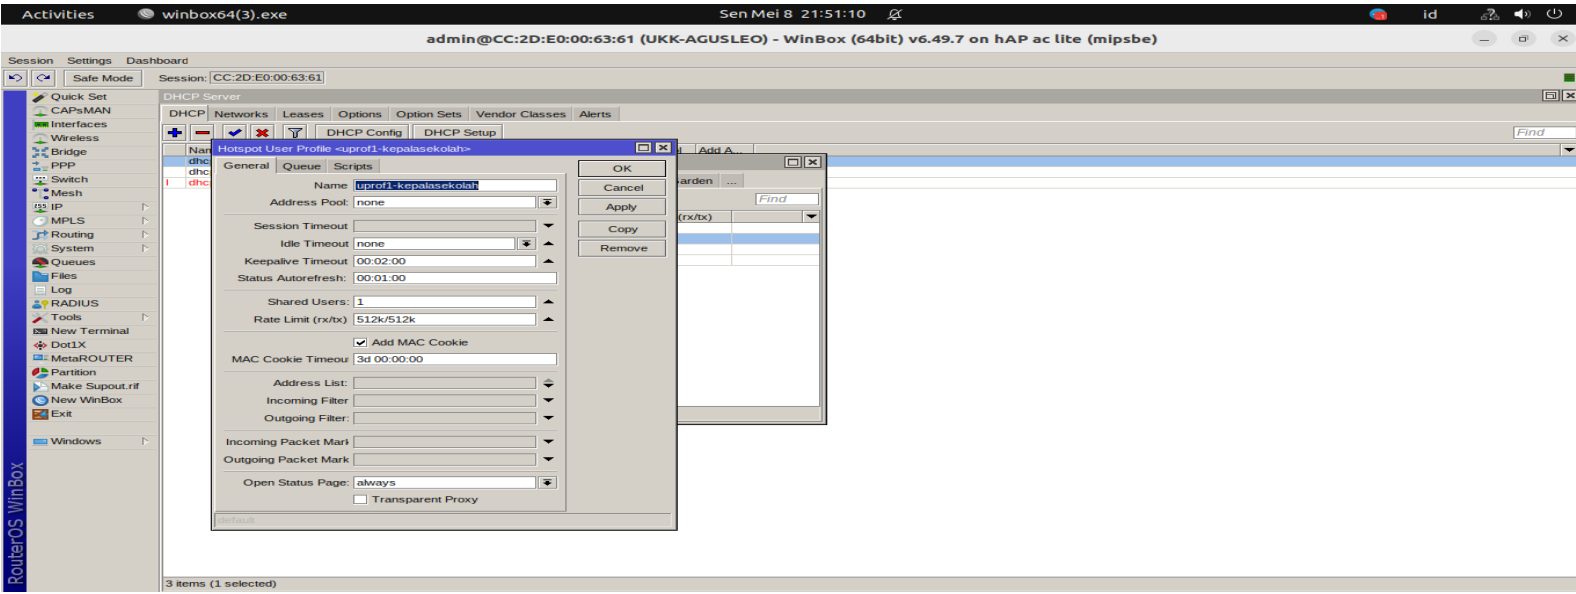 Activities winbox64(3).exe Sen Mei 8 21:51:10 id
admin@CC:2D:E0:00:63:61 (UKK-AGUSLEO) - WinBox (64bit) v6.49.7 on hAP ac lite (mipsbe)
Session Settings Dashboard
Safe Mode Session: CC:2D:E0:00:63:61
Quick Set
CAPsMAN
Interfaces
Wireless
Bridge
PPP
Switch
Mesh
IP
MPLS
Routing
System
Queues
Files
Log
RADIUS
Tools
New Terminal
Dot1X
MetaROUTER
Partition
Make Supout.rif
New WinBox
Exit
Windows
RouterOS WinBox
DHCP Server
DHCP Networks Leases Options Option Sets Vendor Classes Alerts
DHCP Config DHCP Setup Find
Add A...
I
Garden ...
Find
(rx/tx)
Hotspot User Profile <uprof1-kepalasekolah>
General Queue Scripts
Name uprof1-kepalasekolah
Address Pool: none
Session Timeout
Idle Timeout none
Keepalive Timeout 00:02:00
Status Autorefresh: 00:01:00
Shared Users: 1
Rate Limit (rx/tx) 512k/512k
Add MAC Cookie
MAC Cookie Timeour 3d 00:00:00
Address List:
Incoming Filter
Outgoing Filter:
Incoming Packet Mark
Outgoing Packet Mark
Open Status Page: always
Transparent Proxy
OK
Cancel
Apply
Copy
Remove
default
3 items (1 selected)